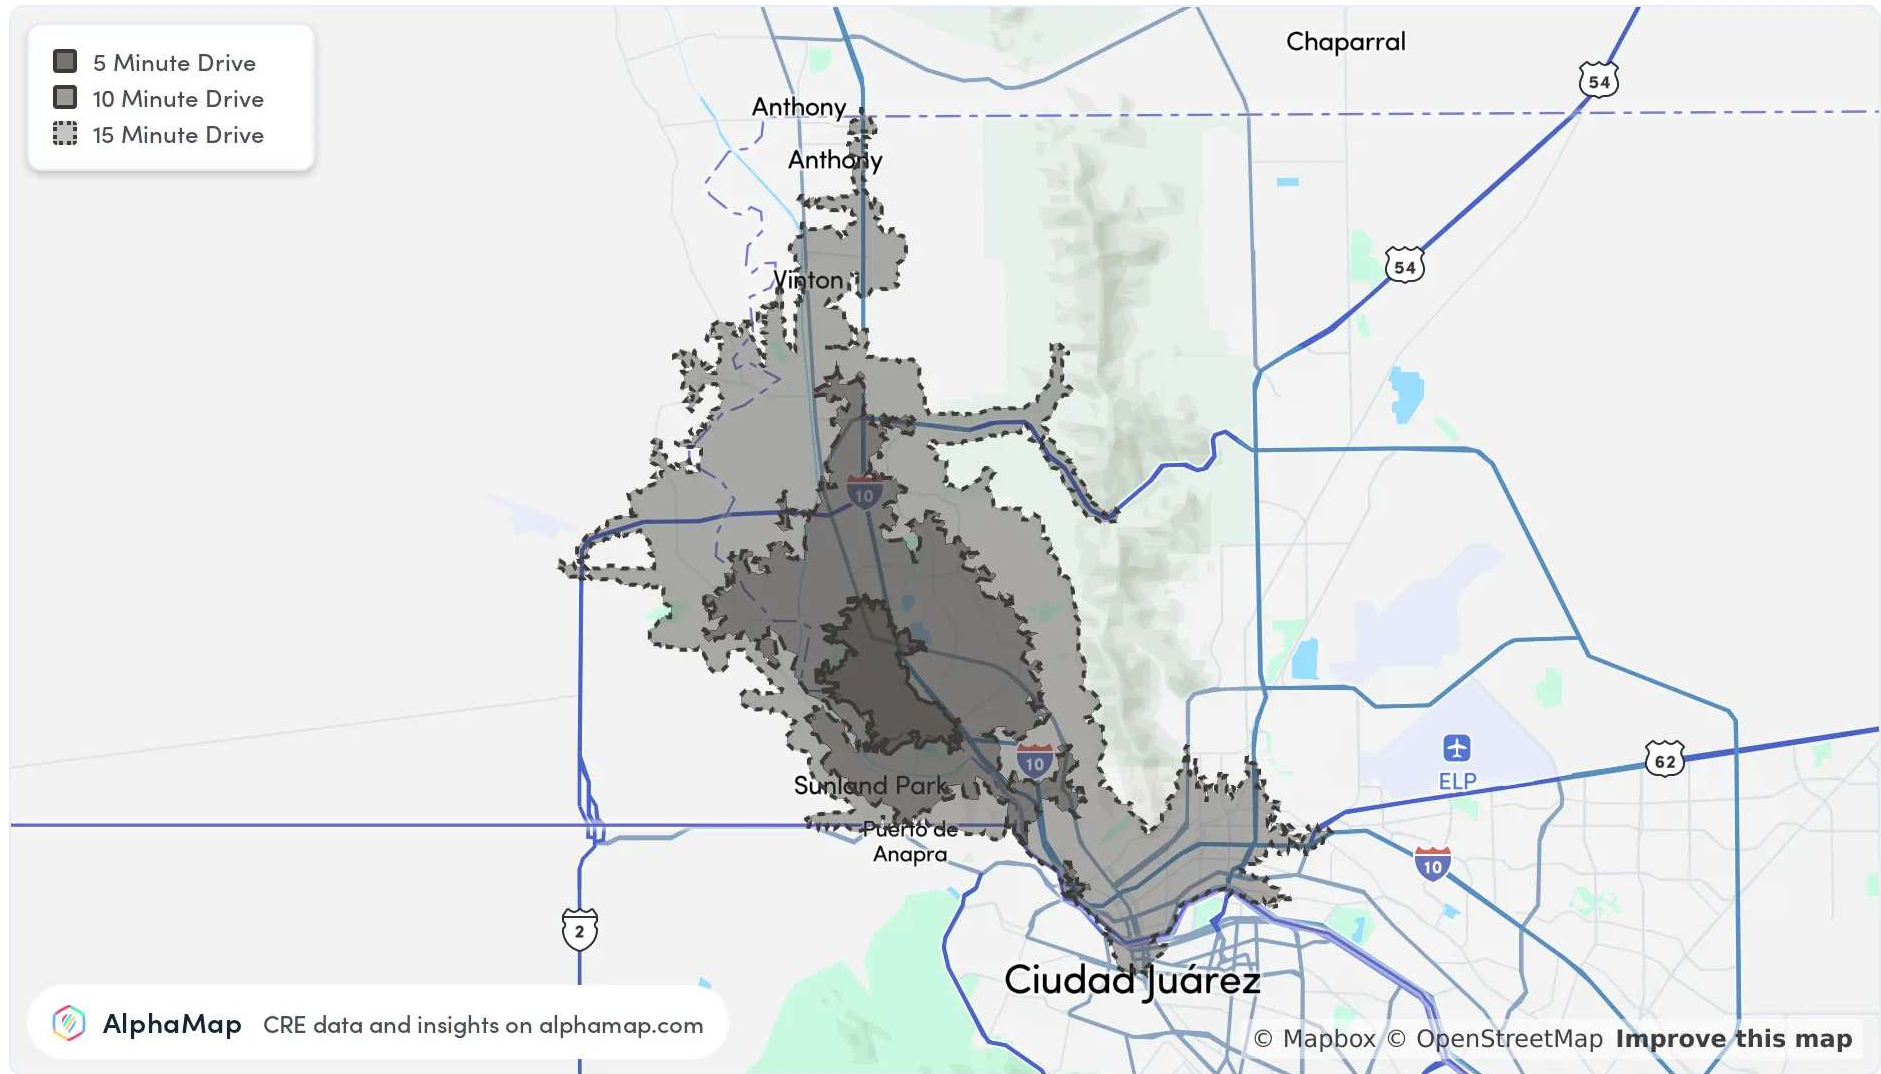 5 Minute Drive
10 Minute Drive
15 Minute Drive
Chaparral
54
Anthony
Anthony
54
Vinton
10
10
ELP
62
Sunland Park
Puerto de
Anapra
10
2
Ciudad Juárez
AlphaMap CRE data and insights on alphamap.com
© Mapbox © OpenStreetMap Improve this map